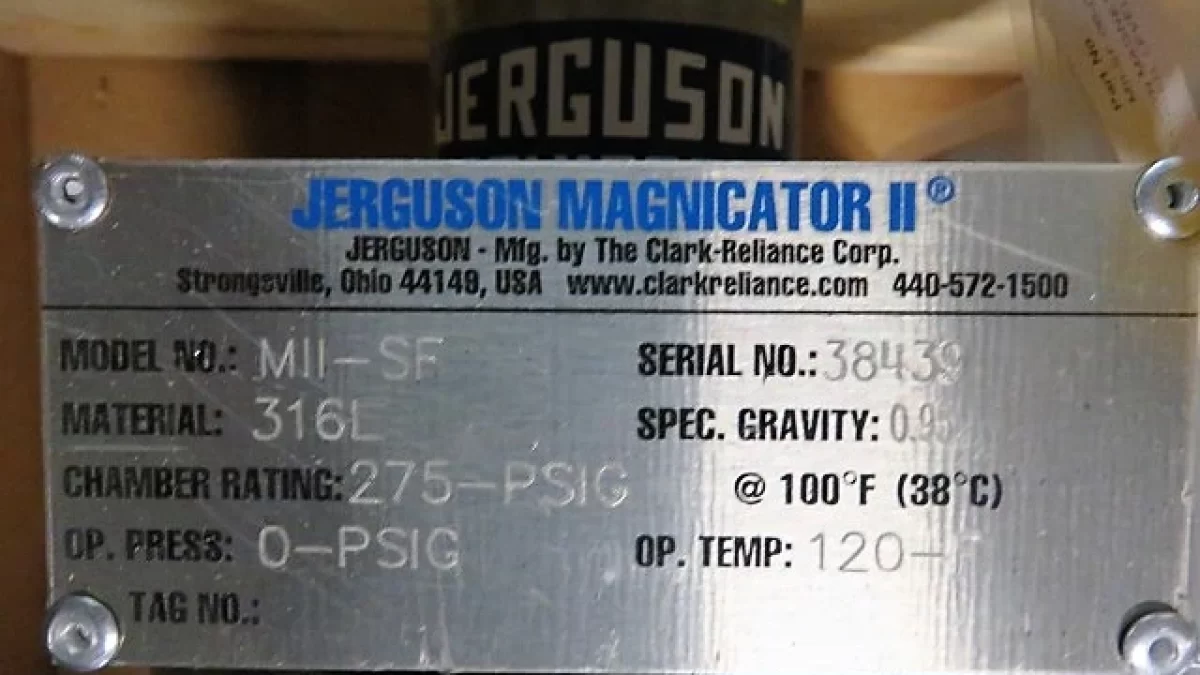 JERGUSON
JERGUSON MAGNICATOR II®
JERGUSON - Mfg. by The Clark-Reliance Corp.
Strongsville, Ohio 44149, USA www.clarkreliance.com 440-572-1500
MODEL NO.: MII-SF SERIAL NO.: 38439
MATERIAL: 316L SPEC. GRAVITY: 0.95
CHAMBER RATING: 275-PSIG @ 100°F (38°C)
OP. PRESS: 0-PSIG OP. TEMP: 120-
TAG NO.: